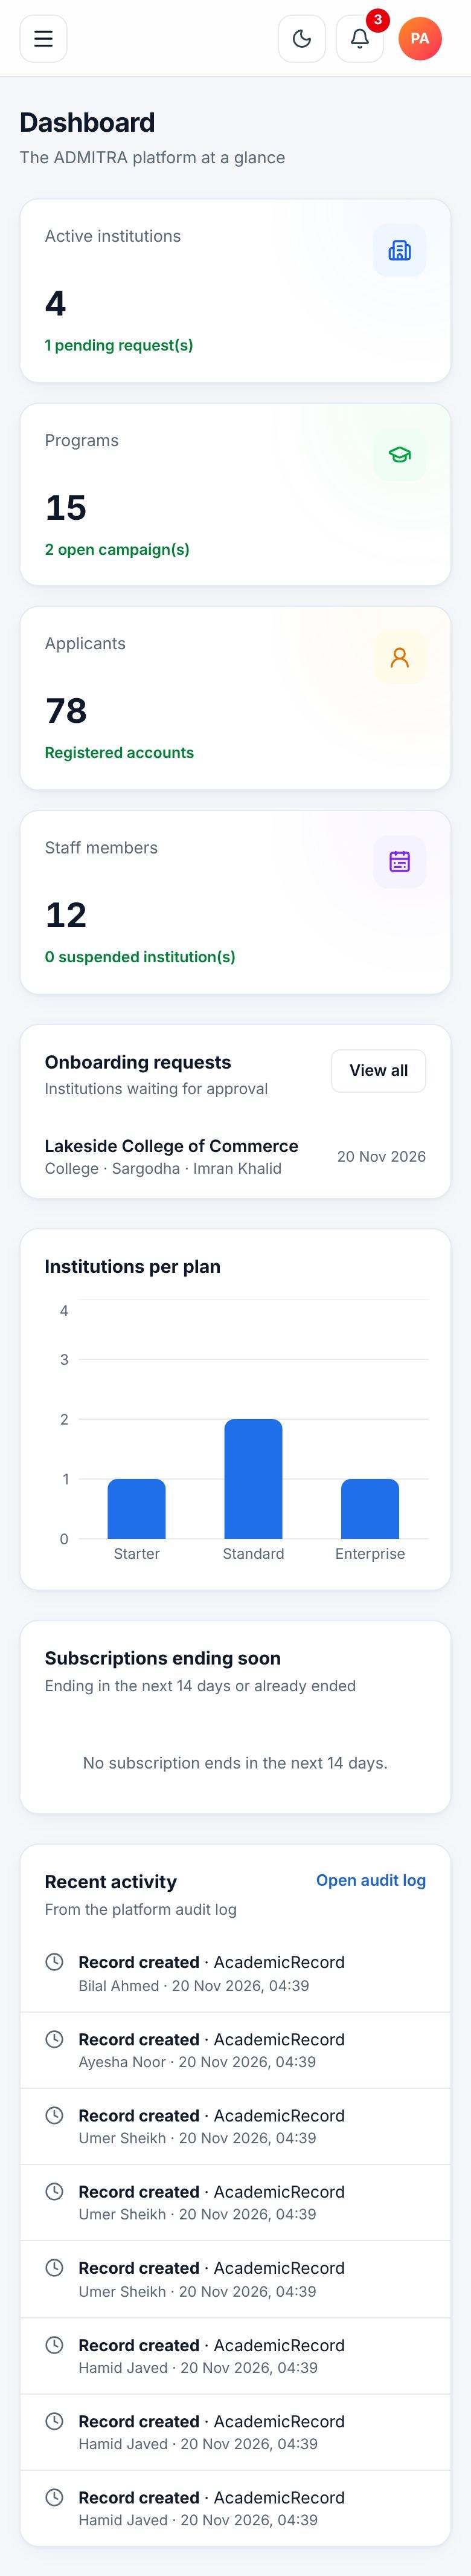 3
PA
Dashboard
The ADMITRA platform at a glance
Active institutions
4
1 pending request(s)
Programs
15
2 open campaign(s)
Applicants
78
Registered accounts
Staff members
12
0 suspended institution(s)
Onboarding requests
View all
Institutions waiting for approval
Lakeside College of Commerce
College · Sargodha · Imran Khalid
20 Nov 2026
Institutions per plan
4
3
2
1
0
Starter Standard Enterprise
Subscriptions ending soon
Ending in the next 14 days or already ended
No subscription ends in the next 14 days.
Recent activity
Open audit log
From the platform audit log
Record created · AcademicRecord
Bilal Ahmed · 20 Nov 2026, 04:39
Record created · AcademicRecord
Ayesha Noor · 20 Nov 2026, 04:39
Record created · AcademicRecord
Umer Sheikh · 20 Nov 2026, 04:39
Record created · AcademicRecord
Umer Sheikh · 20 Nov 2026, 04:39
Record created · AcademicRecord
Umer Sheikh · 20 Nov 2026, 04:39
Record created · AcademicRecord
Hamid Javed · 20 Nov 2026, 04:39
Record created · AcademicRecord
Hamid Javed · 20 Nov 2026, 04:39
Record created · AcademicRecord
Hamid Javed · 20 Nov 2026, 04:39